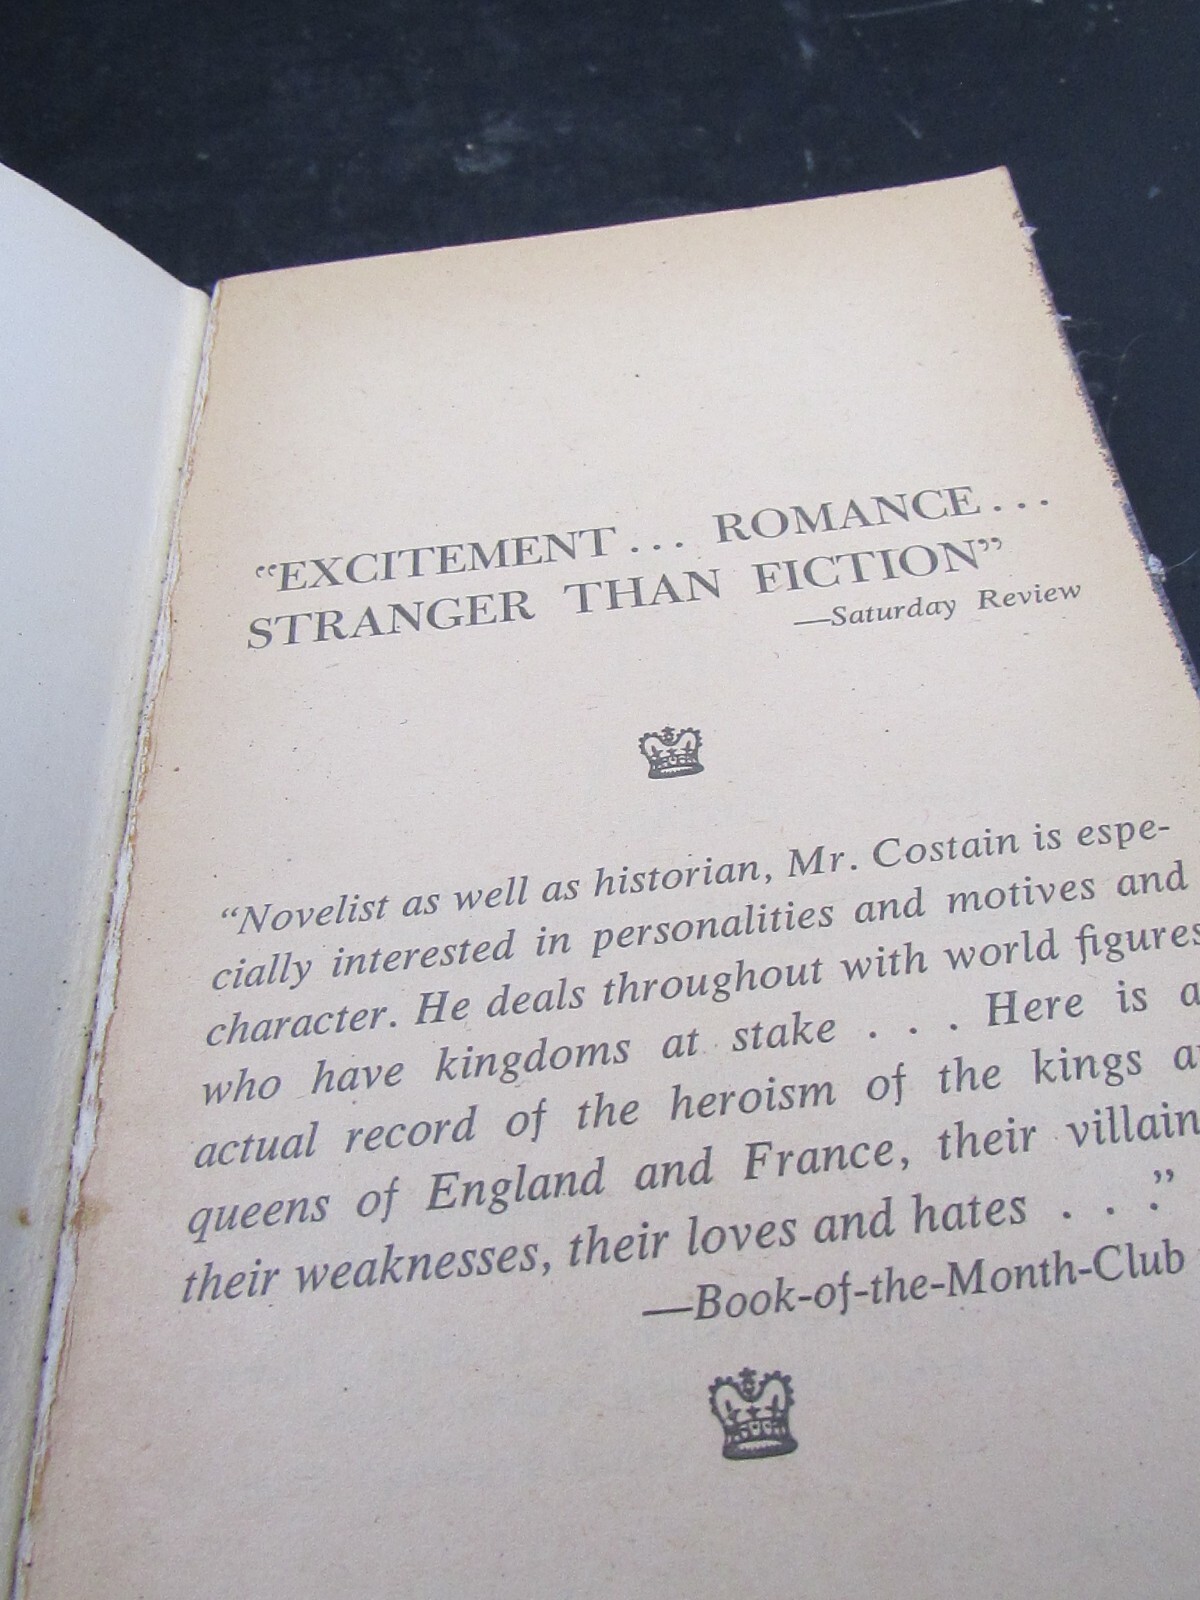 “EXCITEMENT... ROMANCE...
STRANGER THAN FICTION”
—Saturday Review
“Novelist as well as historian, Mr. Costain is espe-
cially interested in personalities and motives and
character. He deals throughout with world figures
who have kingdoms at stake . . . Here is
actual record of the heroism of the kings
queens of England and France, their
their weaknesses, their loves and hates . . .”
—Book-of-the-Month-Club